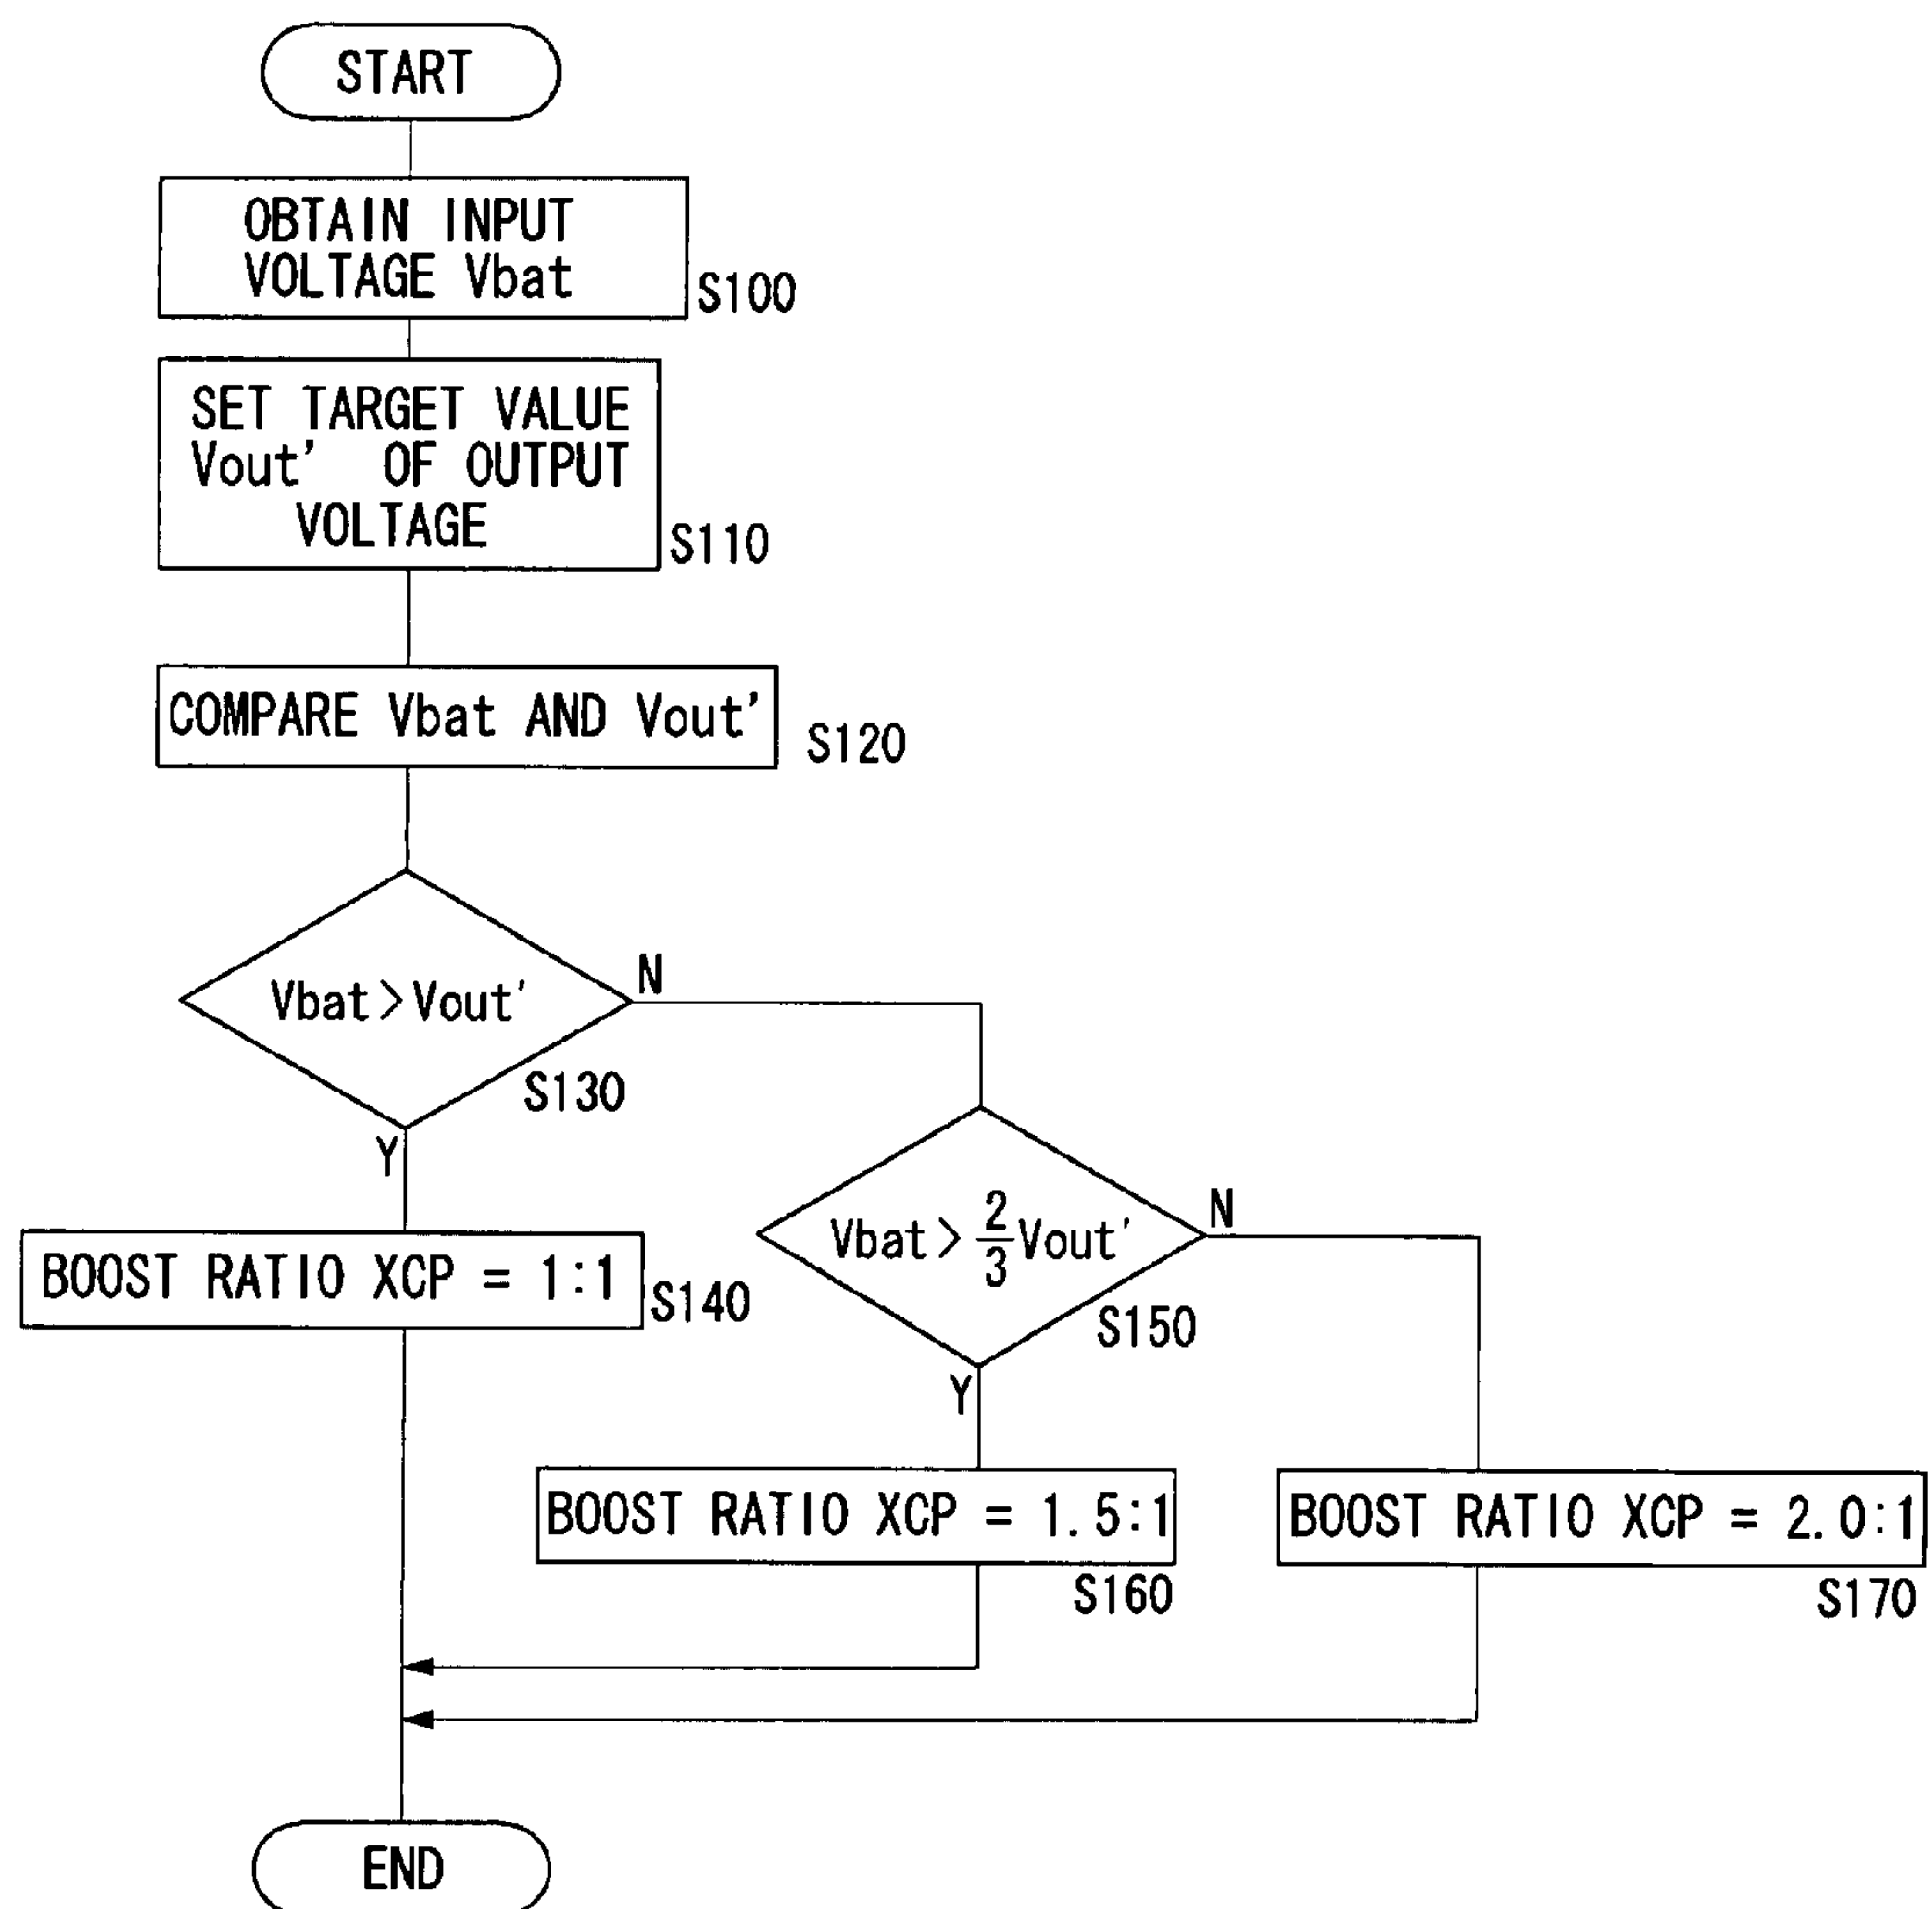 START
OBTAIN INPUT
VOLTAGE Vbat
S100
SET TARGET VALUE
Vout' OF OUTPUT
VOLTAGE
S110
COMPARE Vbat AND Vout'
S120
Vbat>Vout'
N
S130
Y
BOOST RATIO XCP = 1:1
S140
Vbat> 2/3 Vout'
N
S150
Y
BOOST RATIO XCP = 1.5:1
S160
BOOST RATIO XCP = 2.0:1
S170
END